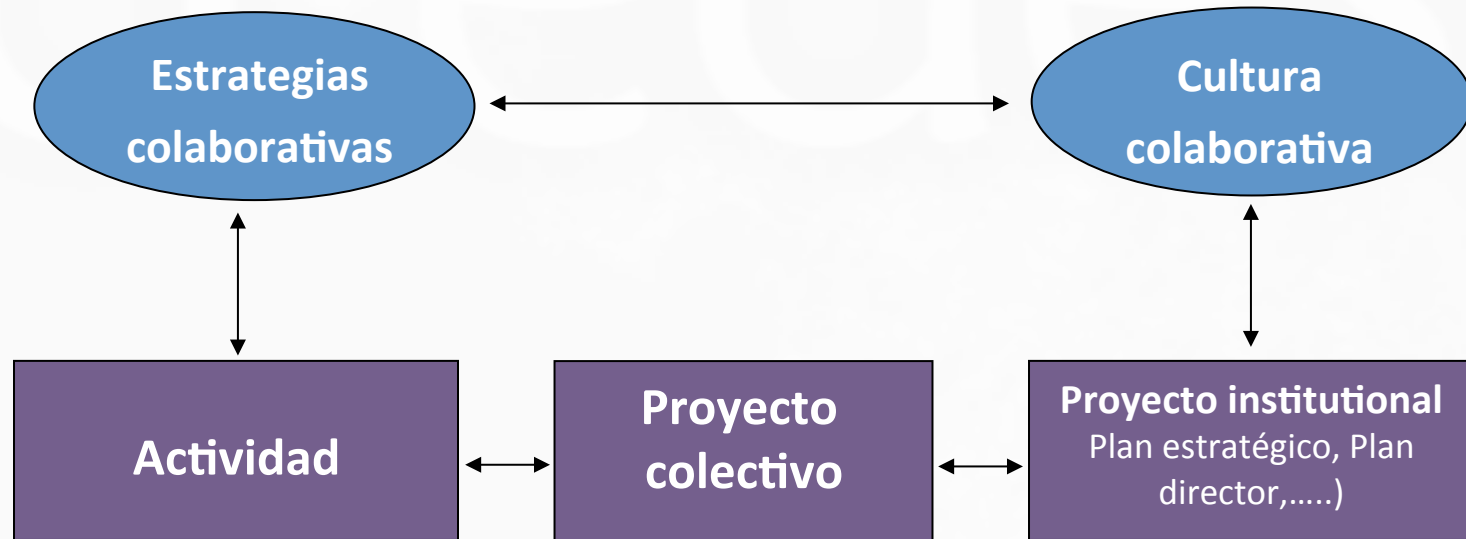 Estrategias
colaborativas
Cultura
colaborativa
Actividad
Proyecto
colectivo
Proyecto institutional
Plan estratégico, Plan
director,.....)